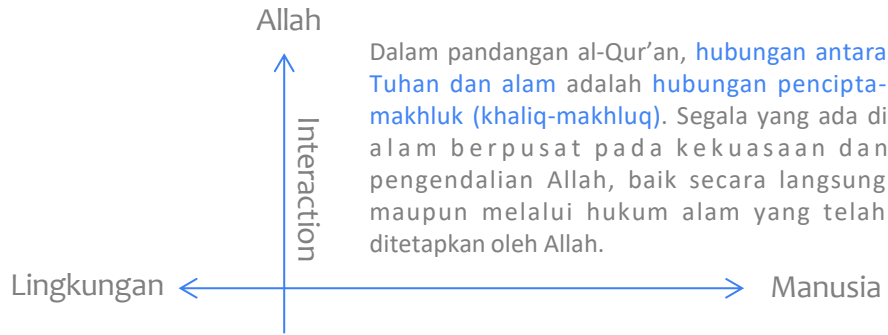 Allah
Dalam pandangan al-Qur’an, hubungan antara
Tuhan dan alam adalah hubungan pencipta-
makhluk (khaliq-makhluq). Segala yang ada di
alam berpusat pada kekuasaan dan
pengendalian Allah, baik secara langsung
maupun melalui hukum alam yang telah
ditetapkan oleh Allah.
Interaction
Lingkungan
Manusia